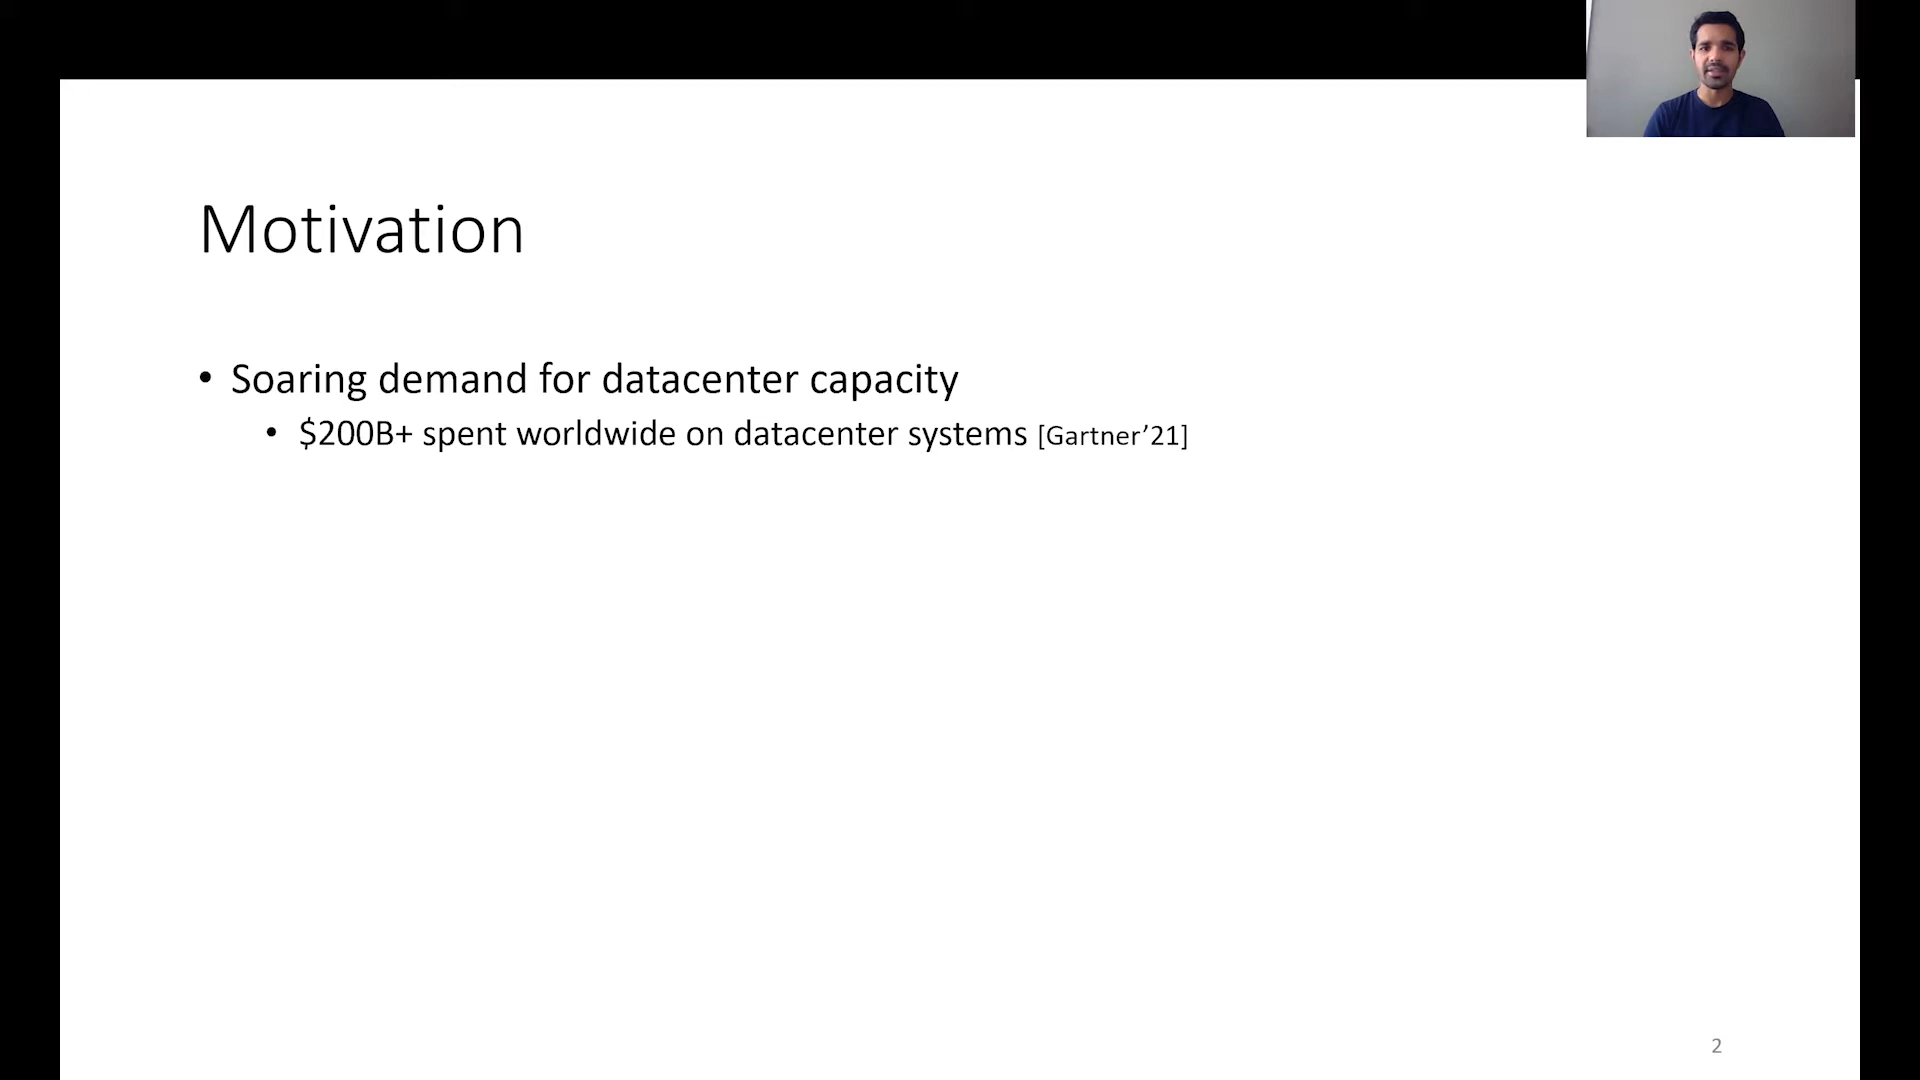 Motivation
• Soaring demand for datacenter capacity
• $200B+ spent worldwide on datacenter systems [Gartner’21]
2